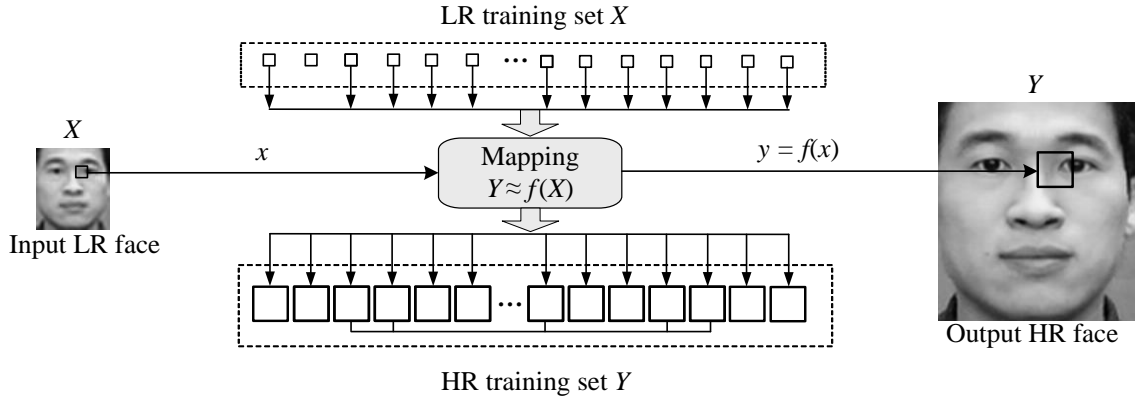 LR training set X
...
X
x
Mapping
Y ≈ f(X)
y = f(x)
Y
Input LR face
...
Output HR face
HR training set Y